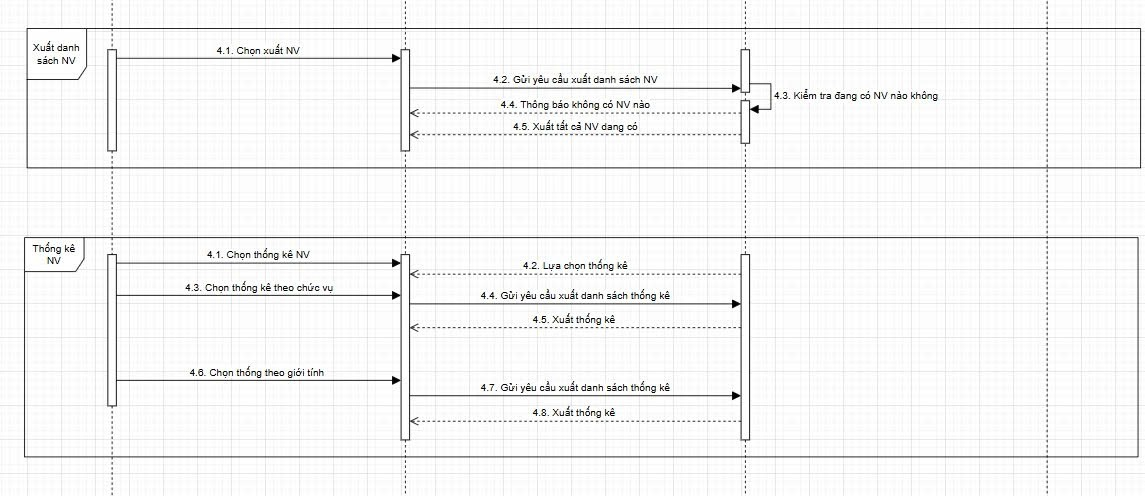 Xuất danh
sách NV
4.1. Chọn xuất NV
4.2. Gửi yêu cầu xuất danh sách NV
4.3. Kiểm tra đang có NV nào không
4.4. Thông báo không có NV nào
4.5. Xuất tất cả NV dang có
Thống kê
NV
4.1. Chọn thống kê NV
4.2. Lựa chọn thống kê
4.3. Chọn thống kê theo chức vụ
4.4. Gửi yêu cầu xuất danh sách thống kê
4.5. Xuất thống kê
4.6. Chọn thống theo giới tính
4.7. Gửi yêu cầu xuất danh sách thống kê
4.8. Xuất thống kê